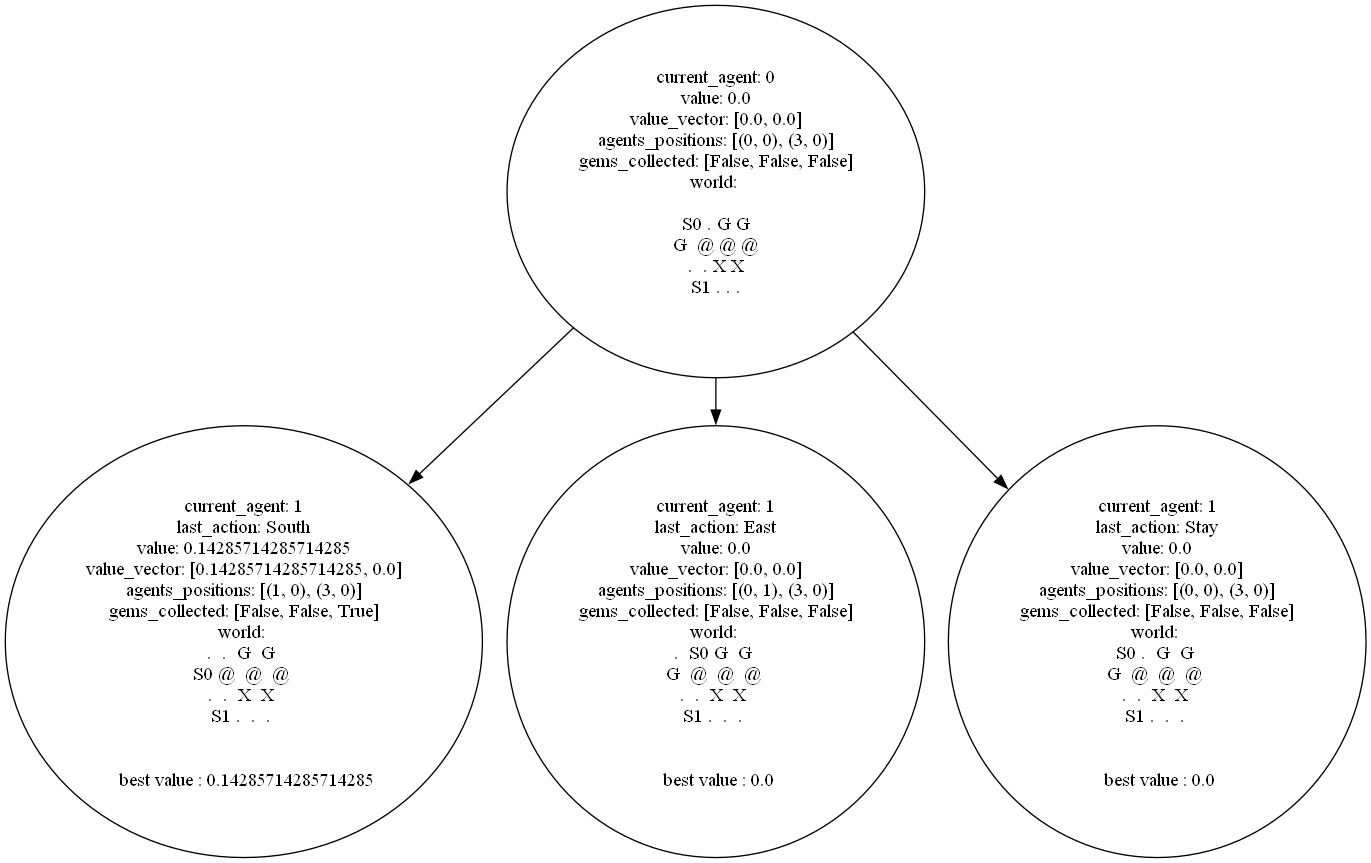 current_agent: 0
value: 0.0
value_vector: [0.0, 0.0]
agents_positions: [(0, 0), (3, 0)]
gems_collected: [False, False, False]
world:
S0 . G G
G @ @ @
. . X X
S1 . . .
current_agent: 1
last_action: South
value: 0.14285714285714285
value_vector: [0.14285714285714285, 0.0]
agents_positions: [(1, 0), (3, 0)]
gems_collected: [False, False, True]
world:
. . G G
S0 @ @ @
. . X X
S1 . . .
best value : 0.14285714285714285
current_agent: 1
last_action: East
value: 0.0
value_vector: [0.0, 0.0]
agents_positions: [(0, 1), (3, 0)]
gems_collected: [False, False, False]
world:
. S0 G G
G @ @ @
. . X X
S1 . . .
best value : 0.0
current_agent: 1
last_action: Stay
value: 0.0
value_vector: [0.0, 0.0]
agents_positions: [(0, 0), (3, 0)]
gems_collected: [False, False, False]
world:
S0 . G G
G @ @ @
. . X X
S1 . . .
best value : 0.0